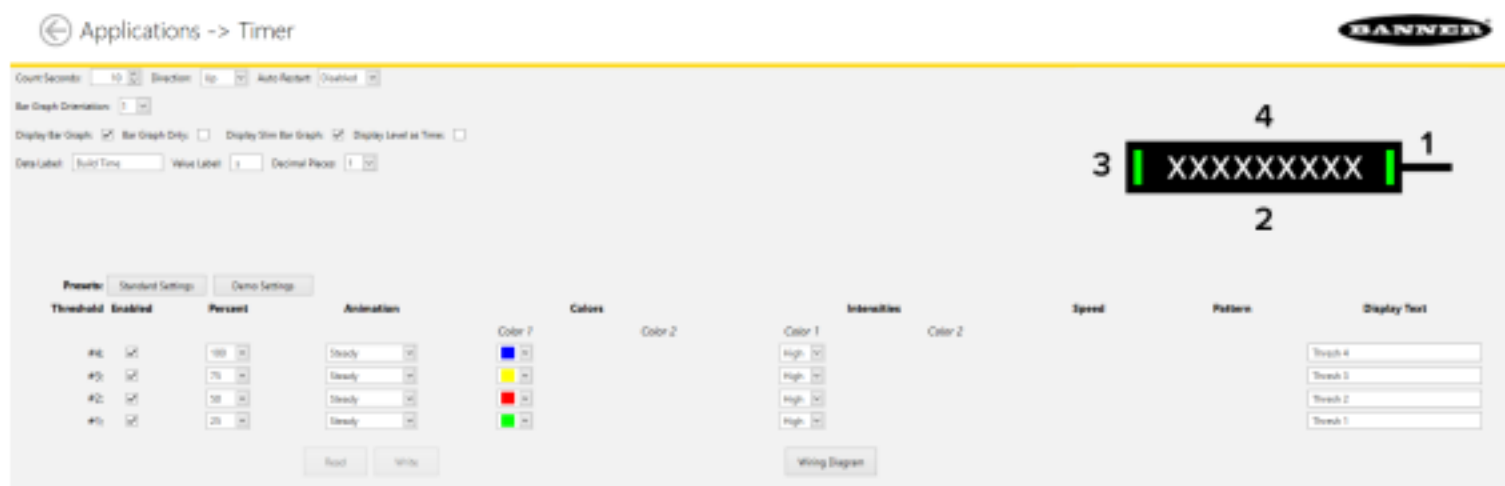 Applications -> Timer
BANNER
Count Seconds: 10 Direction: Up Auto Restart: Disabled
Bar Graph Orientation: 1
Display Bar Graph: Bar Graph Only: Display Slim Bar Graph: Display Level as Time:
Data Label: Build Time Value Label: s Decimal Places: 1
4
3 XXXXXXXXX 1
2
Presets: Standard Settings Demo Settings
Threshold Enabled Percent Animation Colors Intensities Speed Pattern Display Text
Color 1 Color 2 Color 1 Color 2
#4: 100 Steady High Thresh 4
#3: 75 Steady High Thresh 3
#2: 50 Steady High Thresh 2
#1: 25 Steady High Thresh 1
Read Write Wiring Diagram